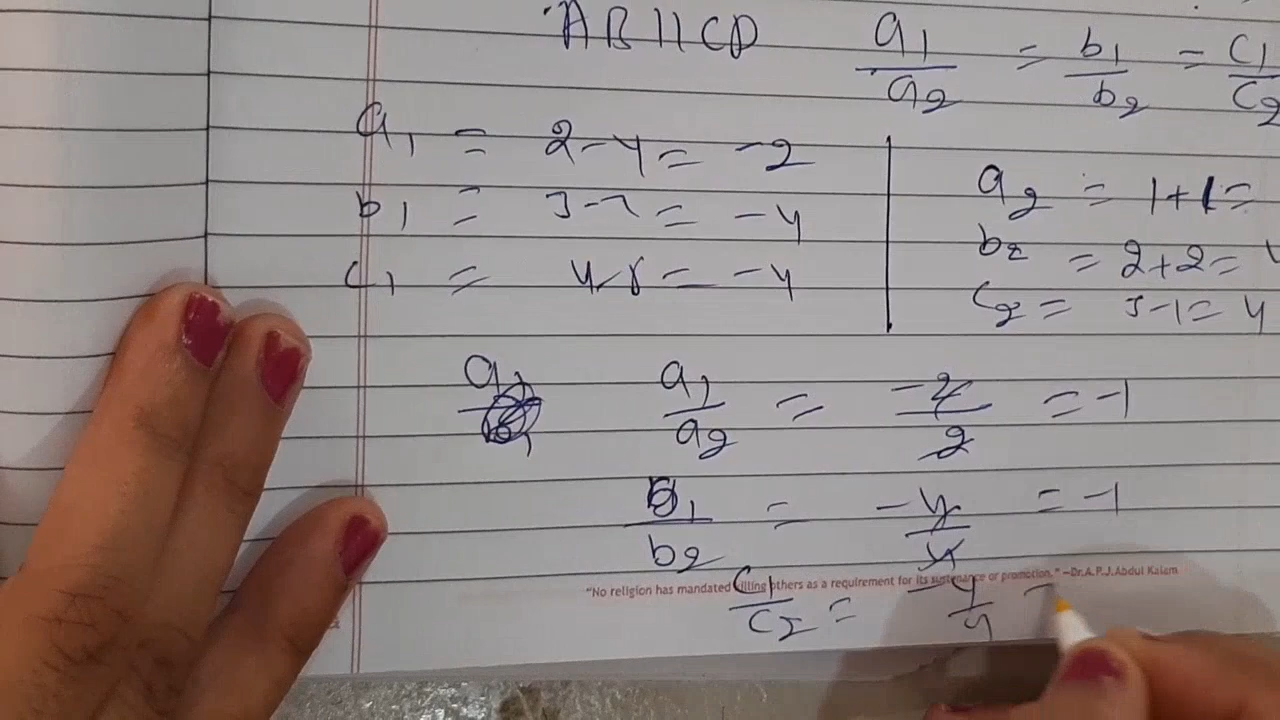 AB || CD a1/a2 = b1/b2 = c1/c2
a1 = 2-4 = -2
b1 = 3-7 = -4
c1 = 4-8 = -4
a2 = 1+1 =
b2 = 2+2 = 4
c2 = 5-1 = 4
a1/a2 = -2/2 = -1
b1/b2 = -4/4 = -1
"No religion has mandated killing others as a requirement for its sustenance or promotion." –Dr.A.P.J.Abdul Kalam
c1/c2 = -4/4 =